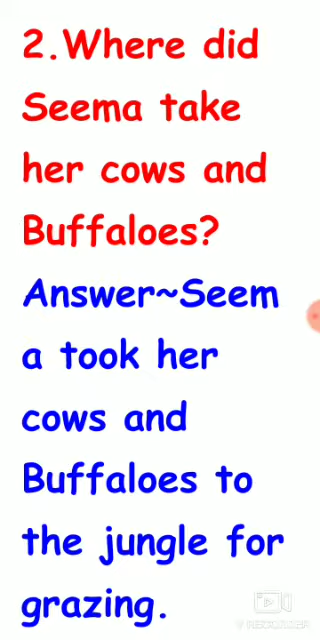 2.Where did
Seema take
her cows and
Buffaloes?
Answer~Seem
a took her
cows and
Buffaloes to
the jungle for
grazing.